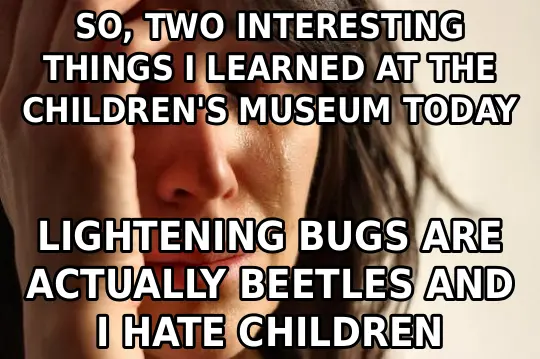 SO, TWO INTERESTING
THINGS I LEARNED AT THE
CHILDREN'S MUSEUM TODAY
LIGHTENING BUGS ARE
ACTUALLY BEETLES AND
I HATE CHILDREN